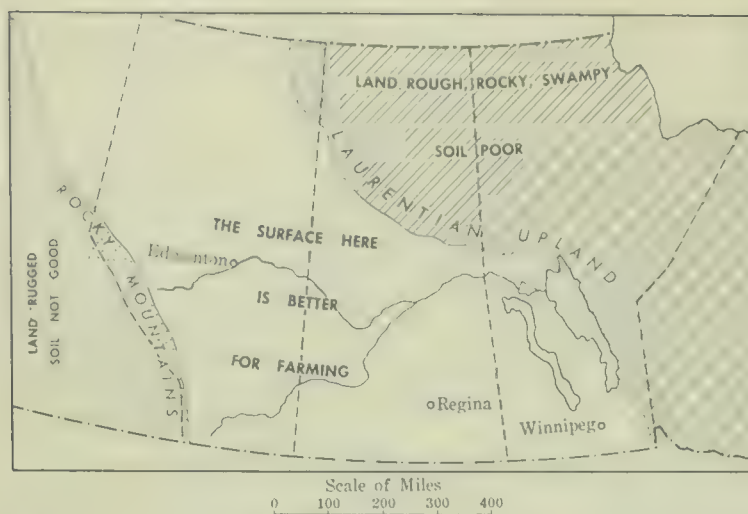 LAND ROUGH, ROCKY, SWAMPY
SOIL POOR
LAURENTIAN UPLAND
ROCKY MOUNTAINS
LAND RUGGED
SOIL NOT GOOD
THE SURFACE HERE
Edmonton
IS BETTER
FOR FARMING
Regina
Winnipeg
Scale of Miles
0 100 200 300 400